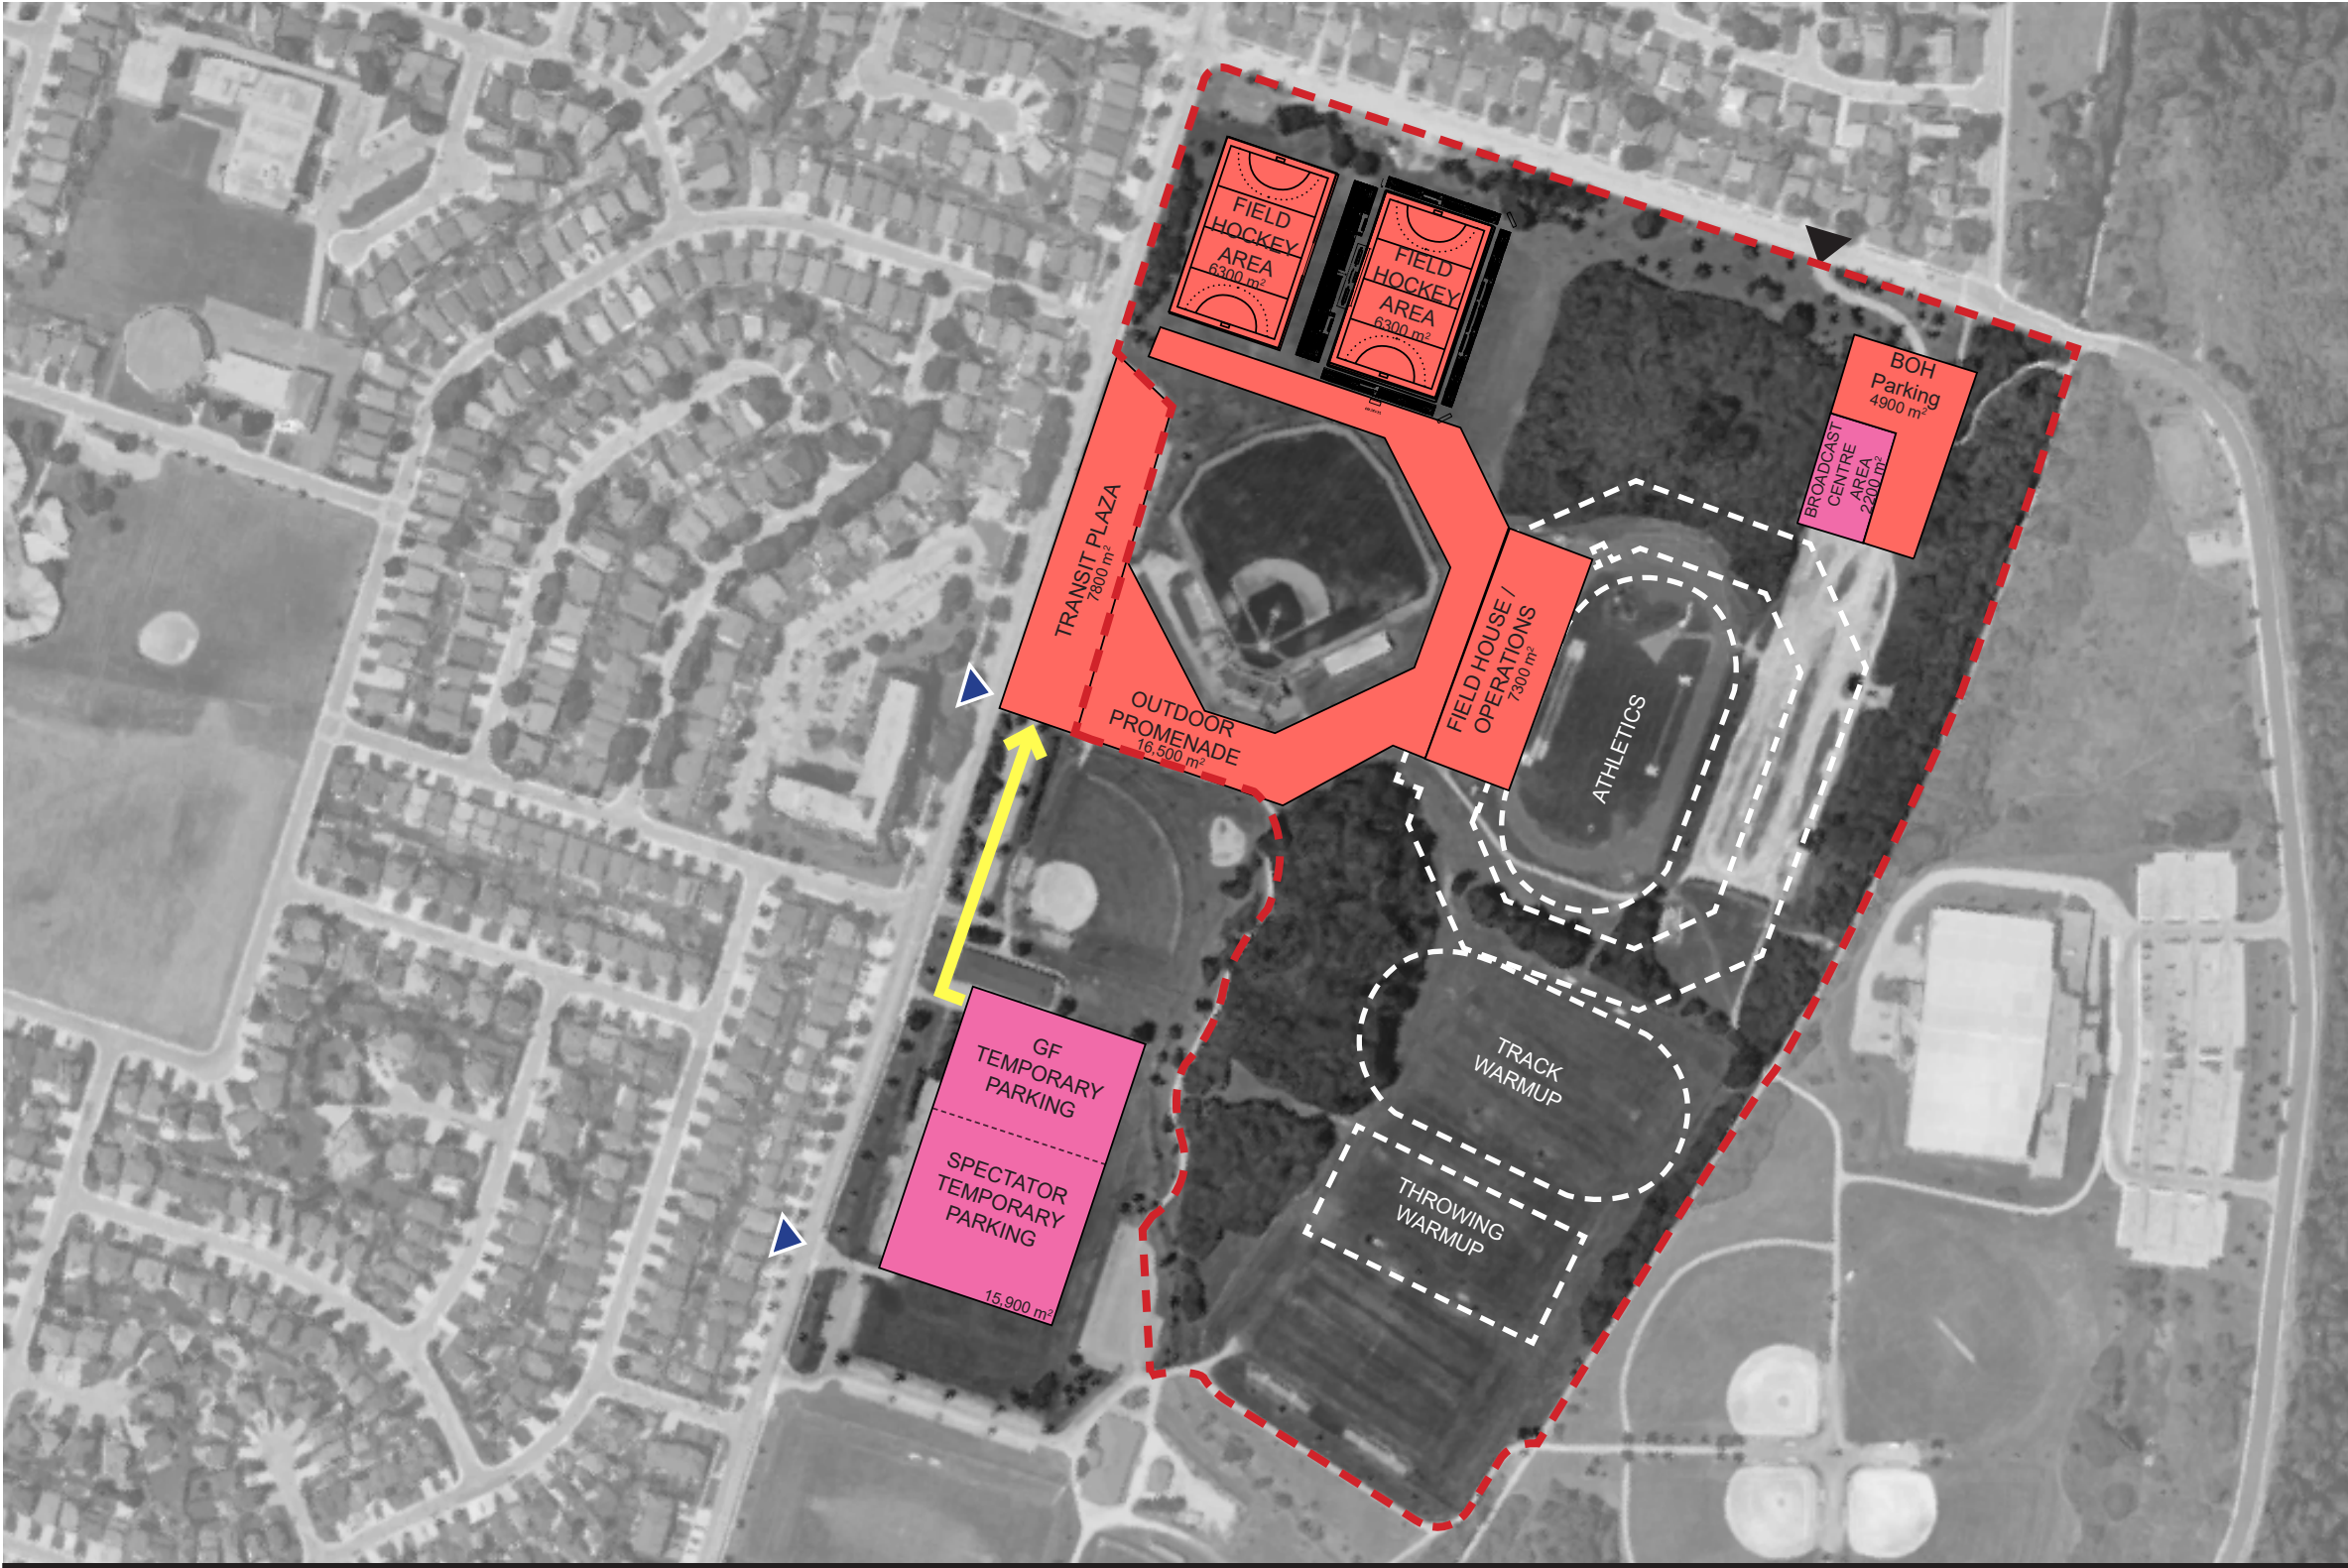 FIELD
HOCKEY
AREA
6300 m²
FIELD
HOCKEY
AREA
6300 m²
BOH
Parking
4900 m²
BROADCAST
CENTRE
AREA
2200 m²
TRANSIT PLAZA
7800 m²
OUTDOOR
PROMENADE
16,500 m²
FIELD HOUSE /
OPERATIONS
7300 m²
ATHLETICS
GF
TEMPORARY
PARKING
SPECTATOR
TEMPORARY
PARKING
15,900 m²
TRACK
WARMUP
THROWING
WARMUP